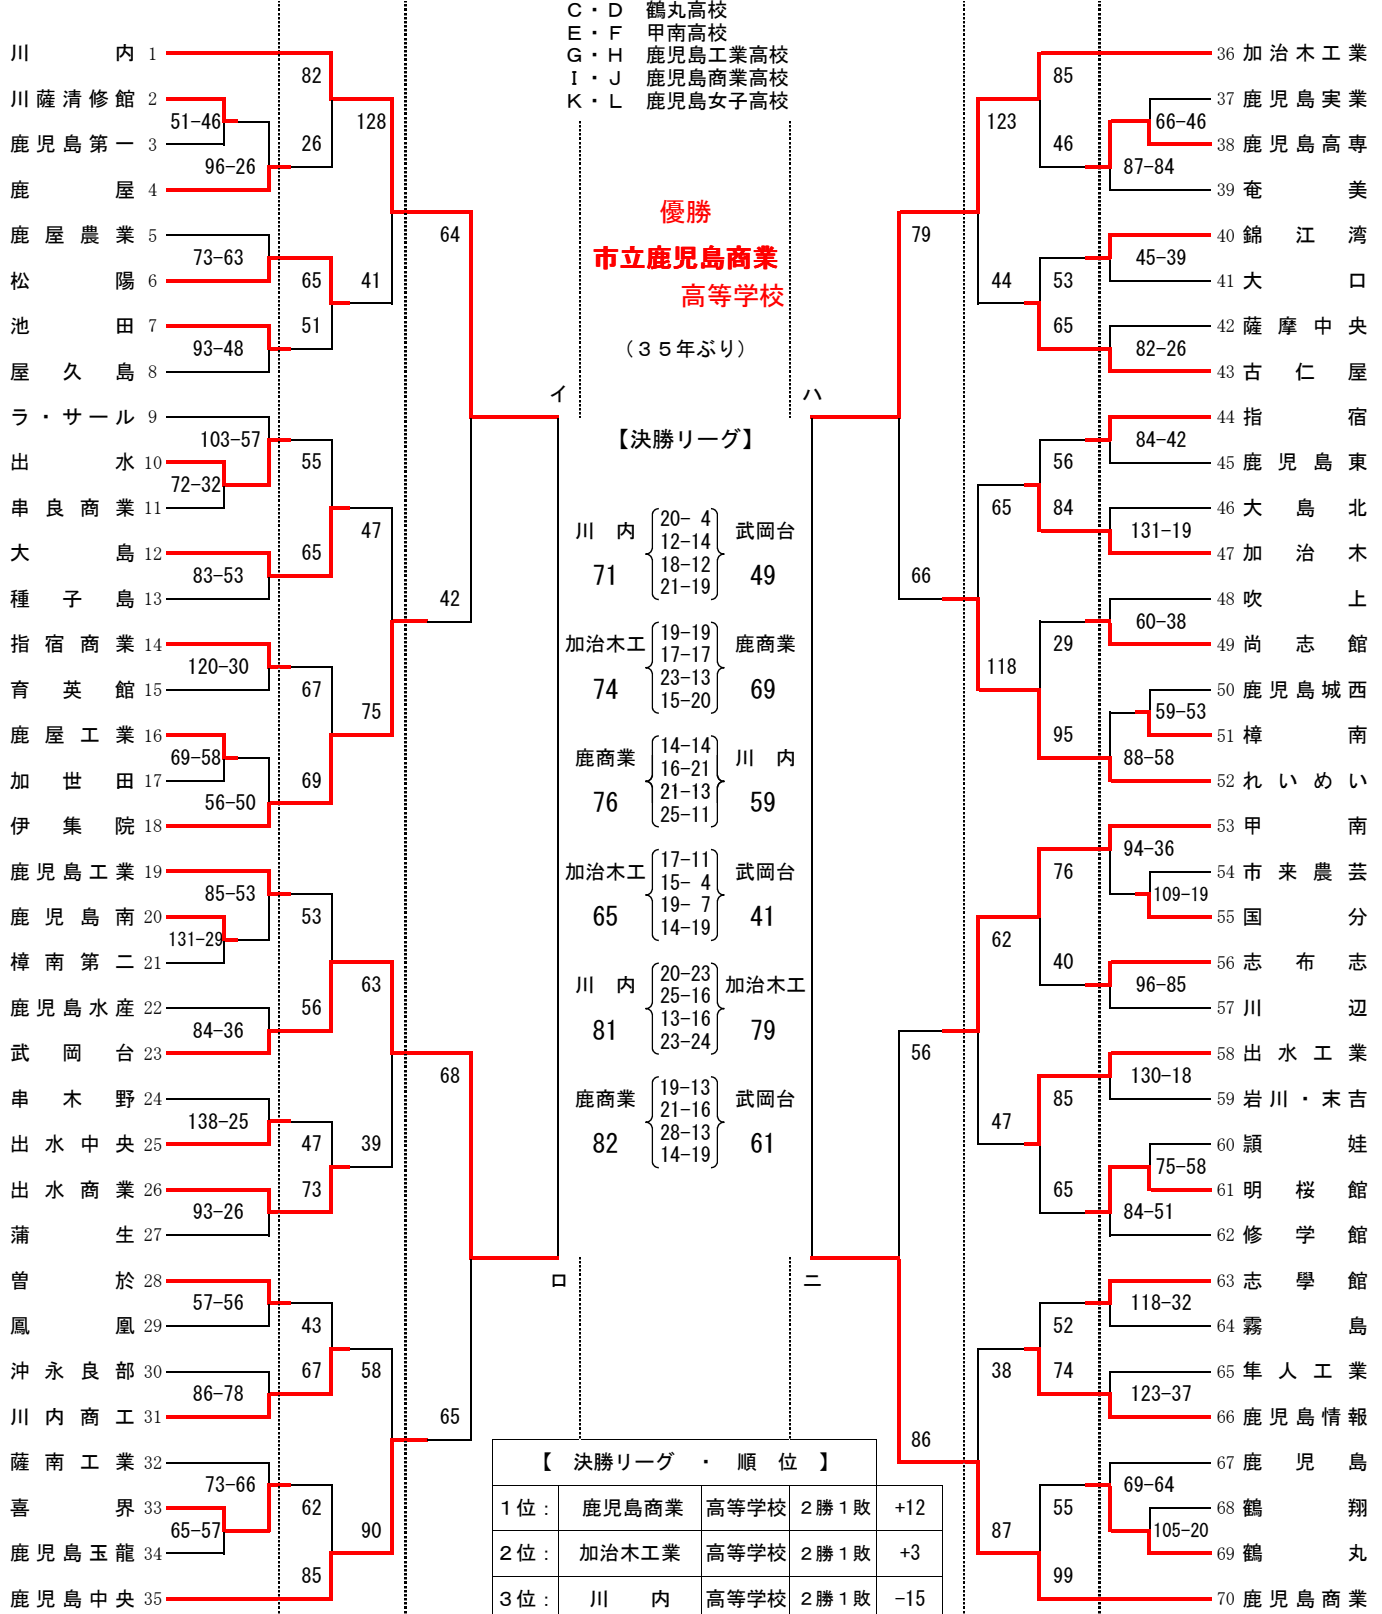 C・D 鶴丸高校
E・F 甲南高校
G・H 鹿児島工業高校
I・J 鹿児島商業高校
K・L 鹿児島女子高校
川内 1
川薩清修館 2
鹿児島第一 3
鹿屋 4
鹿屋農業 5
松陽 6
池田 7
屋久島 8
ラ・サール 9
出水 10
串良商業 11
大島 12
種子島 13
指宿商業 14
育英館 15
鹿屋工業 16
加世田 17
伊集院 18
鹿児島工業 19
鹿児島南 20
樟南第二 21
鹿児島水産 22
武岡台 23
串木野 24
出水中央 25
出水商業 26
蒲生 27
曽於 28
鳳凰 29
沖永良部 30
川内商工 31
薩南工業 32
喜界 33
鹿児島玉龍 34
鹿児島中央 35
51-46
96-26
73-63
93-48
103-57
72-32
83-53
120-30
69-58
56-50
85-53
131-29
84-36
138-25
93-26
57-56
86-78
73-66
65-57
82
26
65
51
55
65
67
69
53
56
47
73
43
67
62
85
128
41
47
75
63
39
58
90
64
42
68
65
イ
ロ
優勝
市立鹿児島商業
高等学校
(35年ぶり)
【決勝リーグ】
川内 71 20- 4 12-14 18-12 21-19 武岡台 49
加治木工 74 19-19 17-17 23-13 15-20 鹿商業 69
鹿商業 76 14-14 16-21 21-13 25-11 川内 59
加治木工 65 17-11 15- 4 19- 7 14-19 武岡台 41
川内 81 20-23 25-16 13-16 23-24 加治木工 79
鹿商業 82 19-13 21-16 28-13 14-19 武岡台 61
ハ
ニ
79
66
56
86
123
44
65
118
62
47
38
87
85
46
53
65
56
84
29
95
76
40
85
65
52
74
55
99
66-46
87-84
45-39
82-26
84-42
131-19
60-38
59-53
88-58
94-36
109-19
96-85
130-18
75-58
84-51
118-32
123-37
69-64
105-20
36 加治木工業
37 鹿児島実業
38 鹿児島高専
39 奄美
40 錦江湾
41 大口
42 薩摩中央
43 古仁屋
44 指宿
45 鹿児島東
46 大島北
47 加治木
48 吹上
49 尚志館
50 鹿児島城西
51 樟南
52 れいめい
53 甲南
54 市来農芸
55 国分
56 志布志
57 川辺
58 出水工業
59 岩川・末吉
60 頴娃
61 明桜館
62 修学館
63 志學館
64 霧島
65 隼人工業
66 鹿児島情報
67 鹿児島
68 鶴翔
69 鶴丸
70 鹿児島商業
【 決勝リーグ ・ 順位 】
1位: 鹿児島商業 高等学校 2勝1敗 +12
2位: 加治木工業 高等学校 2勝1敗 +3
3位: 川内 高等学校 2勝1敗 -15